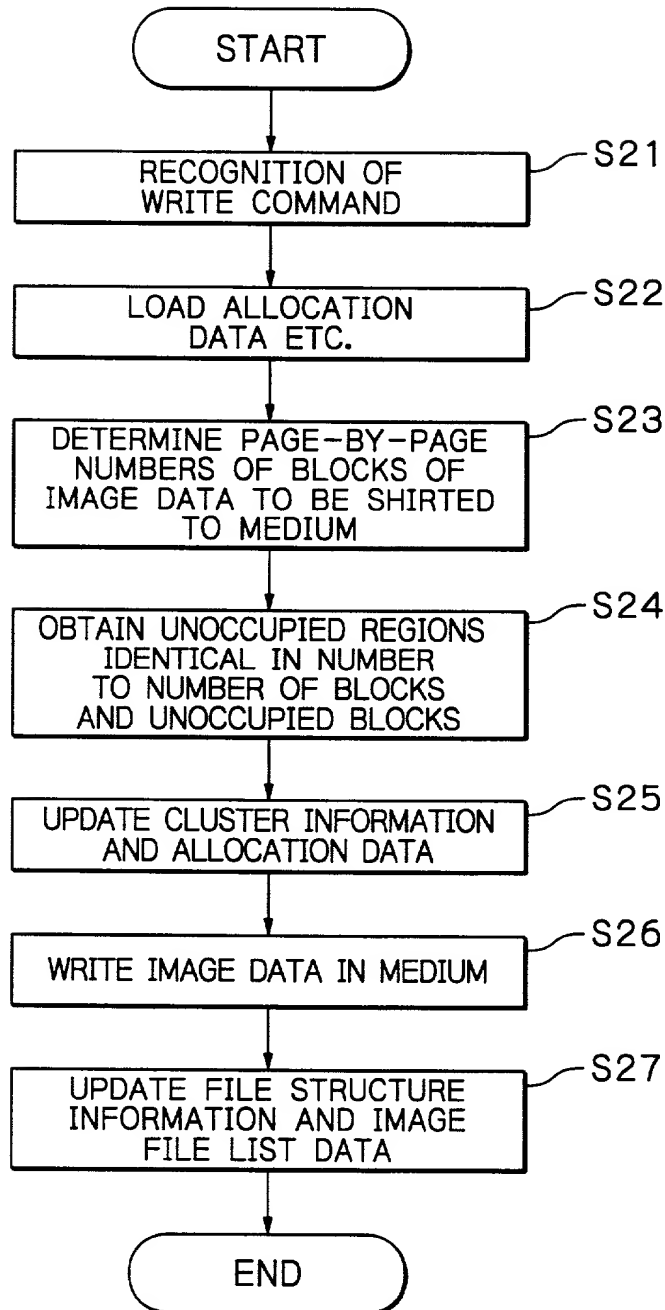 START
RECOGNITION OF
WRITE COMMAND
S21
LOAD ALLOCATION
DATA ETC.
S22
DETERMINE PAGE-BY-PAGE
NUMBERS OF BLOCKS OF
IMAGE DATA TO BE SHIRTED
TO MEDIUM
S23
OBTAIN UNOCCUPIED REGIONS
IDENTICAL IN NUMBER
TO NUMBER OF BLOCKS
AND UNOCCUPIED BLOCKS
S24
UPDATE CLUSTER INFORMATION
AND ALLOCATION DATA
S25
WRITE IMAGE DATA IN MEDIUM
S26
UPDATE FILE STRUCTURE
INFORMATION AND IMAGE
FILE LIST DATA
S27
END